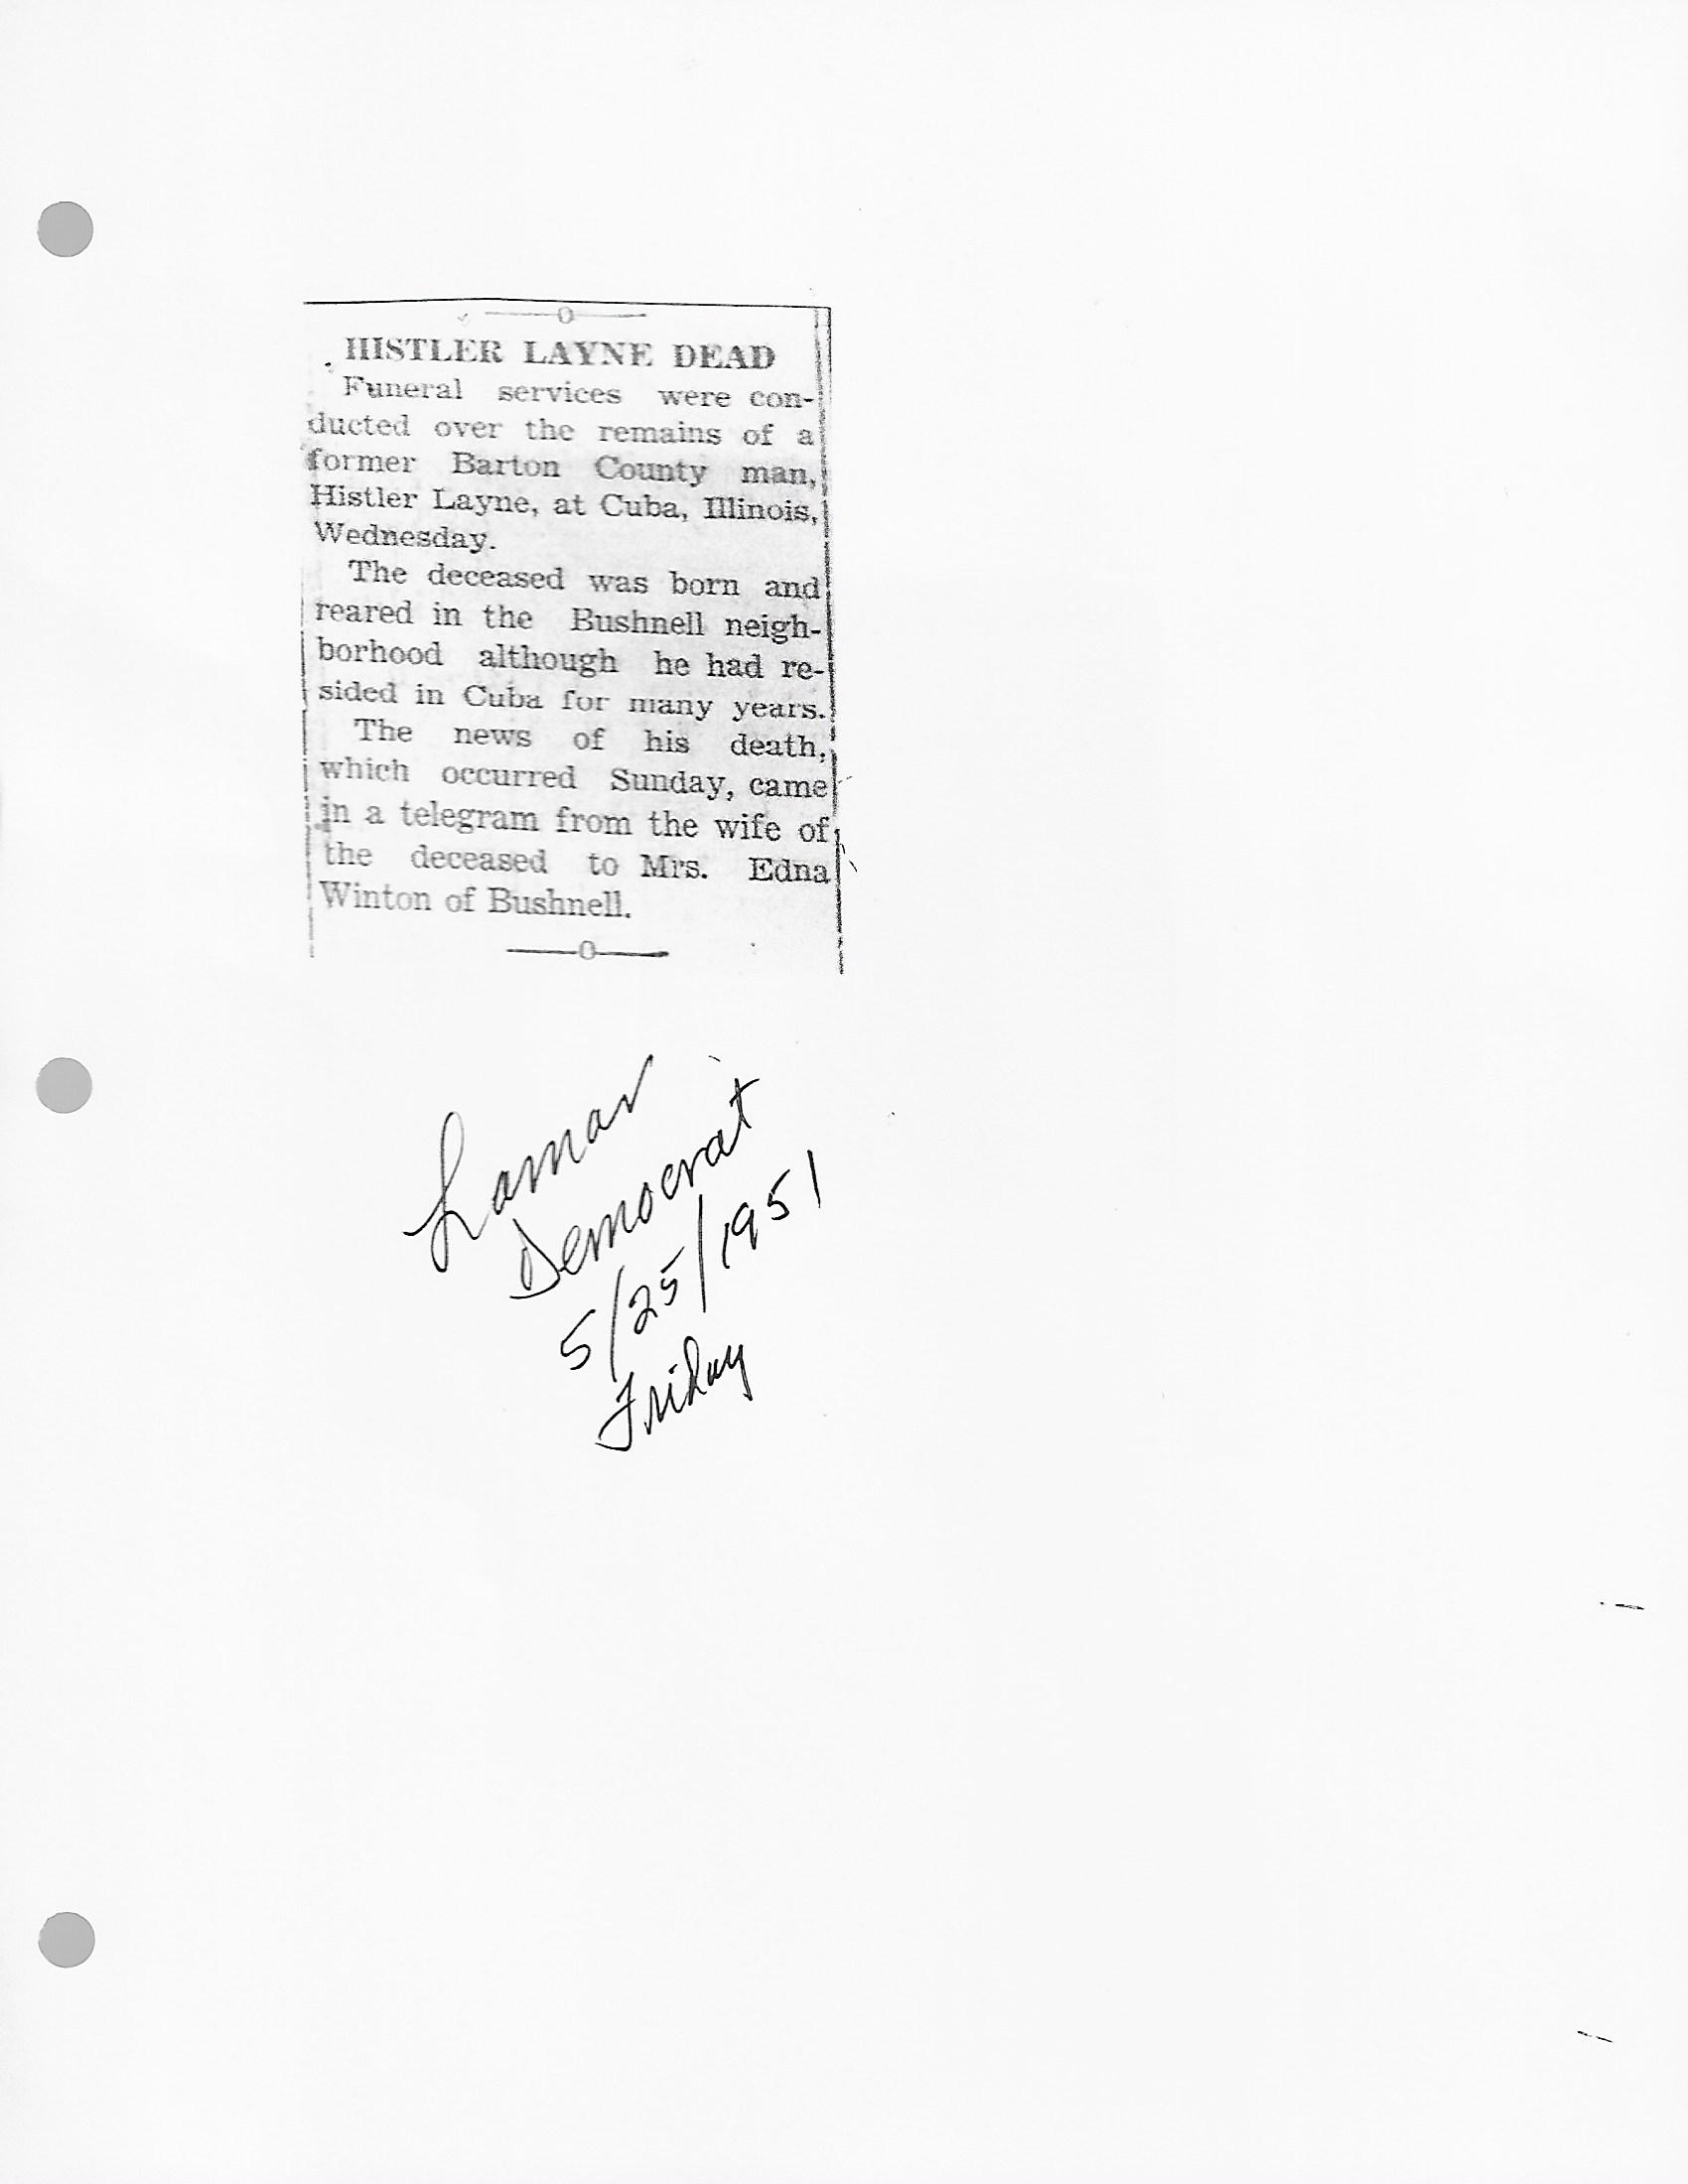 HISTLER LAYNE DEAD
Funeral services were con-
ducted over the remains of a
former Barton County man,
Histler Layne, at Cuba, Illinois,
Wednesday.
The deceased was born and
reared in the Bushnell neigh-
borhood although he had re-
sided in Cuba for many years.
The news of his death,
which occurred Sunday, came
in a telegram from the wife of
the deceased to Mrs. Edna
Winton of Bushnell.
Lamar
Democrat
5/25/1951
Friday